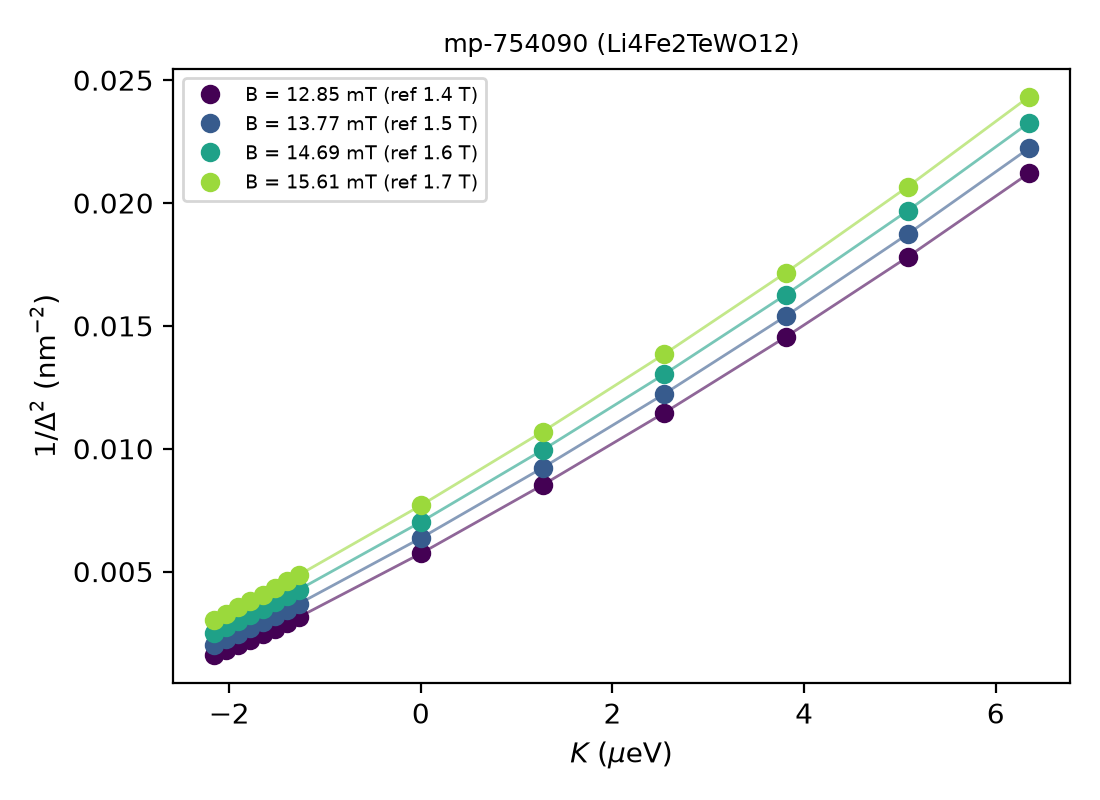 mp-754090 (Li4Fe2TeWO12)
B = 12.85 mT (ref 1.4 T)
B = 13.77 mT (ref 1.5 T)
B = 14.69 mT (ref 1.6 T)
B = 15.61 mT (ref 1.7 T)
1/Δ² (nm⁻²)
0.025
0.020
0.015
0.010
0.005
−2 0 2 4 6
K (μeV)